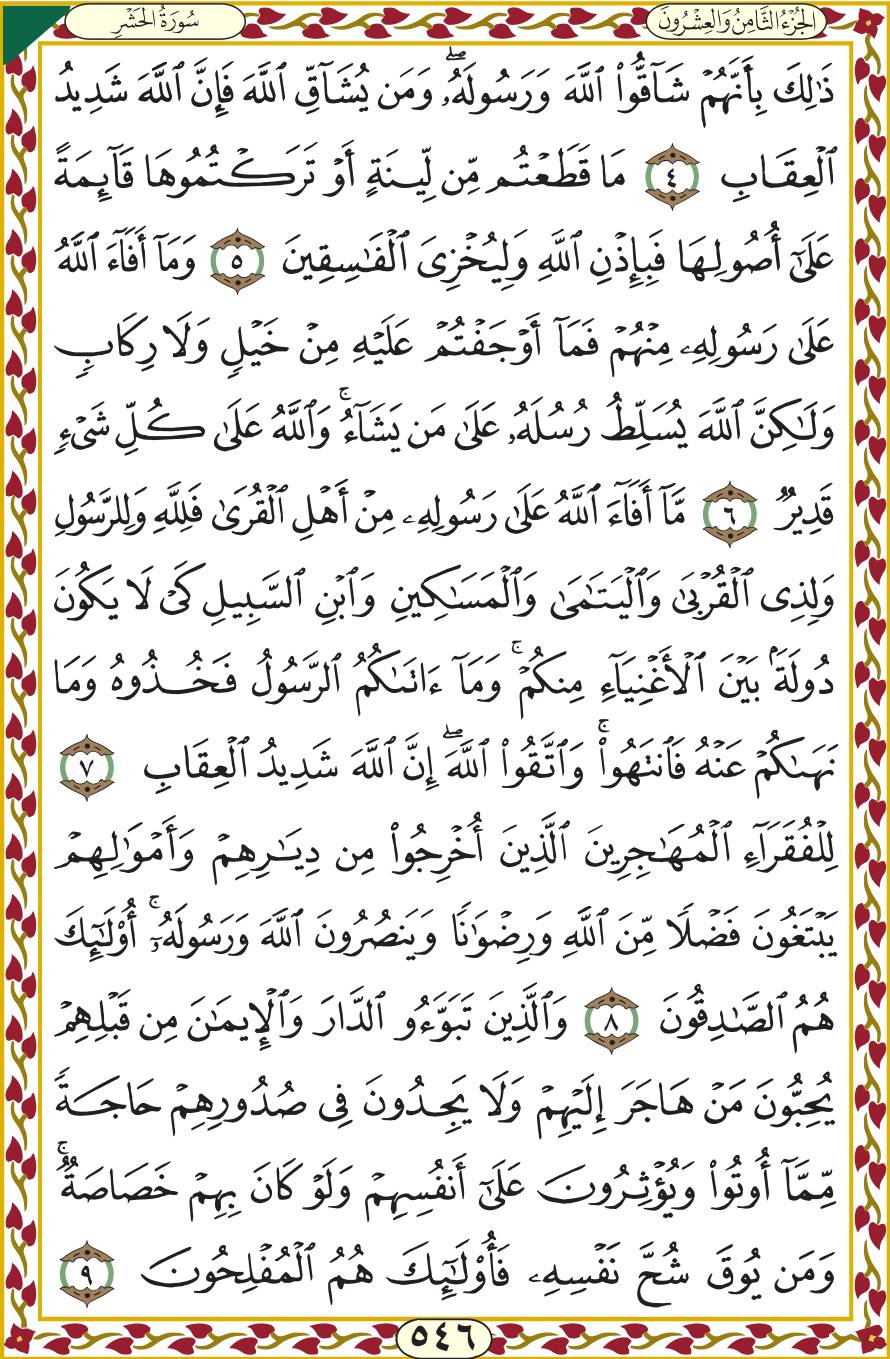 الجُزْءُ الثَّامِنُ وَالعِشْرُونَ
سُورَةُ الحَشْرِ
ذَٰلِكَ بِأَنَّهُمۡ شَآقُّواْ ٱللَّهَ وَرَسُولَهُۥۖ وَمَن يُشَآقِّ ٱللَّهَ فَإِنَّ ٱللَّهَ شَدِيدُ
ٱلۡعِقَابِ ٤ مَا قَطَعۡتُم مِّن لِّينَةٍ أَوۡ تَرَكۡتُمُوهَا قَآئِمَةً
عَلَىٰٓ أُصُولِهَا فَبِإِذۡنِ ٱللَّهِ وَلِيُخۡزِيَ ٱلۡفَٰسِقِينَ ٥ وَمَآ أَفَآءَ ٱللَّهُ
عَلَىٰ رَسُولِهِۦ مِنۡهُمۡ فَمَآ أَوۡجَفۡتُمۡ عَلَيۡهِ مِنۡ خَيۡلٖ وَلَا رِكَابٖ
وَلَٰكِنَّ ٱللَّهَ يُسَلِّطُ رُسُلَهُۥ عَلَىٰ مَن يَشَآءُۚ وَٱللَّهُ عَلَىٰ كُلِّ شَيۡءٖ
قَدِيرٞ ٦ مَّآ أَفَآءَ ٱللَّهُ عَلَىٰ رَسُولِهِۦ مِنۡ أَهۡلِ ٱلۡقُرَىٰ فَلِلَّهِ وَلِلرَّسُولِ
وَلِذِي ٱلۡقُرۡبَىٰ وَٱلۡيَتَٰمَىٰ وَٱلۡمَسَٰكِينِ وَٱبۡنِ ٱلسَّبِيلِ كَيۡ لَا يَكُونَ
دُولَةَۢ بَيۡنَ ٱلۡأَغۡنِيَآءِ مِنكُمۡۚ وَمَآ ءَاتَىٰكُمُ ٱلرَّسُولُ فَخُذُوهُ وَمَا
نَهَىٰكُمۡ عَنۡهُ فَٱنتَهُواْۚ وَٱتَّقُواْ ٱللَّهَۖ إِنَّ ٱللَّهَ شَدِيدُ ٱلۡعِقَابِ ٧
لِلۡفُقَرَآءِ ٱلۡمُهَٰجِرِينَ ٱلَّذِينَ أُخۡرِجُواْ مِن دِيَٰرِهِمۡ وَأَمۡوَٰلِهِمۡ
يَبۡتَغُونَ فَضۡلٗا مِّنَ ٱللَّهِ وَرِضۡوَٰنٗا وَيَنصُرُونَ ٱللَّهَ وَرَسُولَهُۥٓۚ أُوْلَٰٓئِكَ
هُمُ ٱلصَّٰدِقُونَ ٨ وَٱلَّذِينَ تَبَوَّءُو ٱلدَّارَ وَٱلۡإِيمَٰنَ مِن قَبۡلِهِمۡ
يُحِبُّونَ مَنۡ هَاجَرَ إِلَيۡهِمۡ وَلَا يَجِدُونَ فِي صُدُورِهِمۡ حَاجَةٗ
مِّمَّآ أُوتُواْ وَيُؤۡثِرُونَ عَلَىٰٓ أَنفُسِهِمۡ وَلَوۡ كَانَ بِهِمۡ خَصَاصَةٞۚ
وَمَن يُوقَ شُحَّ نَفۡسِهِۦ فَأُوْلَٰٓئِكَ هُمُ ٱلۡمُفۡلِحُونَ ٩
٥٤٦